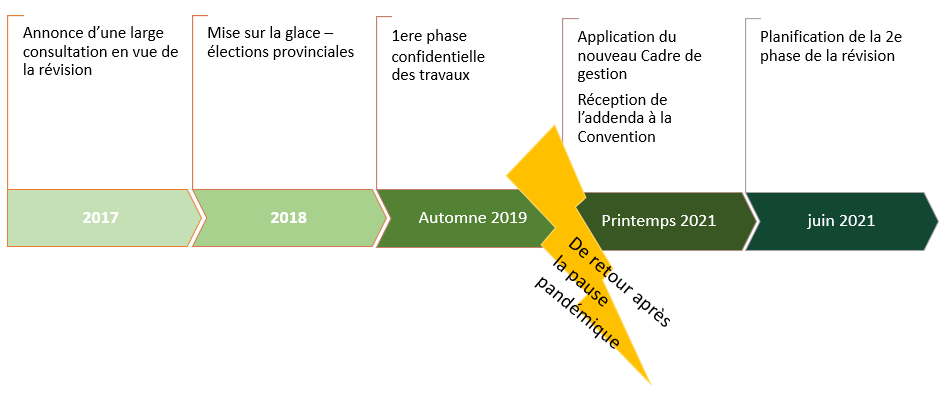 Annonce d’une large
consultation en vue de
la révision
Mise sur la glace –
élections provinciales
1ere phase
confidentielle
des travaux
Application du
nouveau Cadre de
gestion
Réception de
l’addenda à la
Convention
Planification de la 2e
phase de la révision
2017
2018
Automne 2019
Printemps 2021
juin 2021
De retour après
la pause
pandémique